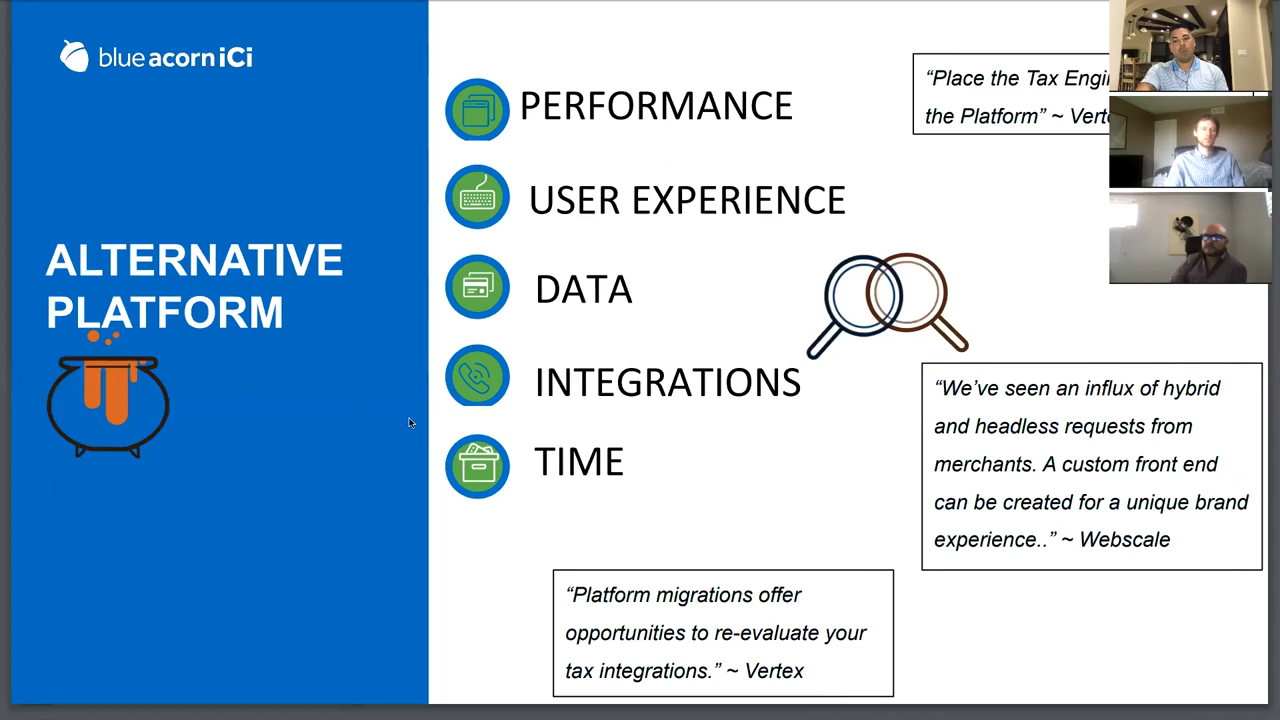 blue acorn iCi
ALTERNATIVE
PLATFORM
PERFORMANCE
USER EXPERIENCE
DATA
INTEGRATIONS
TIME
“Place the Tax
the Platform” ~
“We’ve seen an influx of hybrid
and headless requests from
merchants. A custom front end
can be created for a unique brand
experience..” ~ Webscale
“Platform migrations offer
opportunities to re-evaluate your
tax integrations.” ~ Vertex